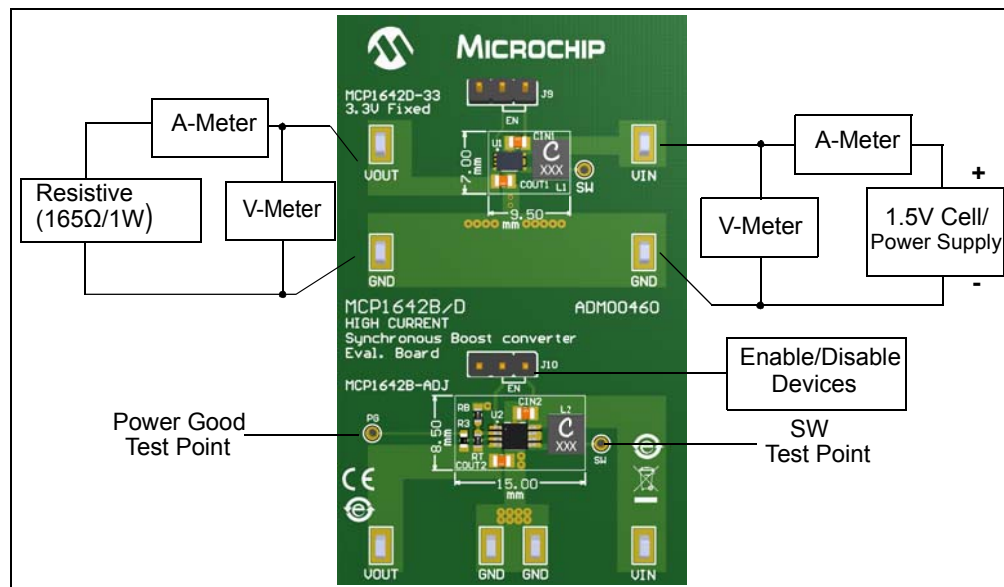 MICROCHIP
MCP1642D-33
3.3V Fixed
J9
EN
CIN1
U1
7.00
mm
C
XXX
COUT1
L1
SW
9.50
mm
VOUT
VIN
GND
GND
A-Meter
Resistive
(165Ω/1W)
V-Meter
A-Meter
V-Meter
+
1.5V Cell/
Power Supply
-
MCP1642B/D
ADM00460
HIGH CURRENT
Synchronous Boost converter
Eval. Board
J10
EN
Enable/Disable
Devices
MCP1642B-ADJ
CIN2
L2
RB
U2
R3
RT
C
XXX
8.50
mm
COUT2
15.00
mm
PG
Power Good
Test Point
SW
SW
Test Point
CE
e
e
VOUT
GND
GND
VIN